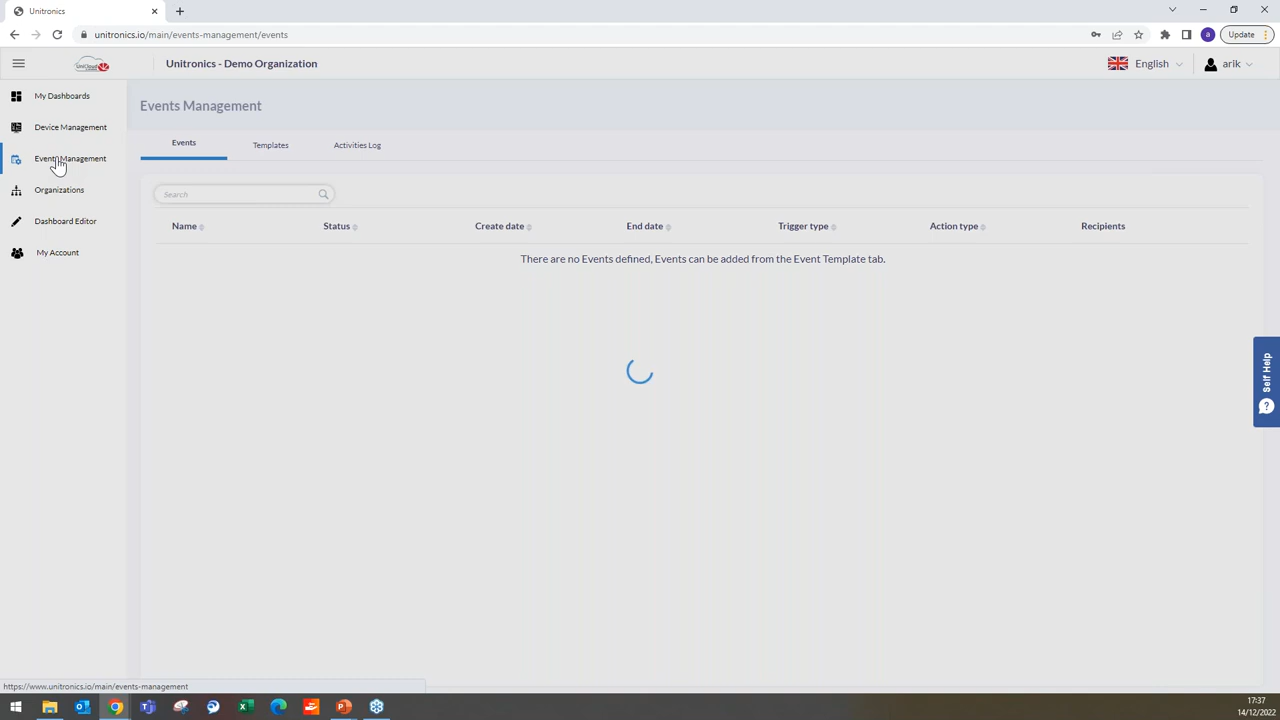 Unitronics
unitronics.io/main/events-management/events
a
Update
UniCloud
Unitronics - Demo Organization
English
arik
My Dashboards
Device Management
Event Management
Organizations
Dashboard Editor
My Account
Events Management
Events
Templates
Activities Log
Search
Name
Status
Create date
End date
Trigger type
Action type
Recipients
There are no Events defined, Events can be added from the Event Template tab.
Self Help
?
https://www.unitronics.io/main/events-management
17:37
14/12/2022